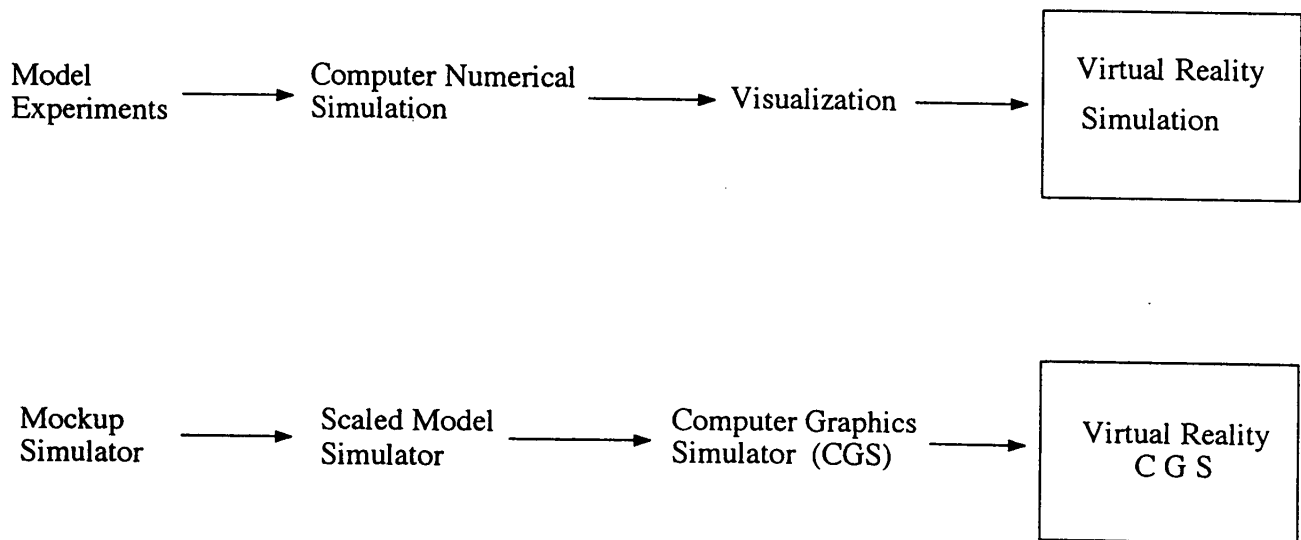 Model
Experiments
Computer Numerical
Simulation
Visualization
Virtual Reality
Simulation
Mockup
Simulator
Scaled Model
Simulator
Computer Graphics
Simulator (CGS)
Virtual Reality
C G S